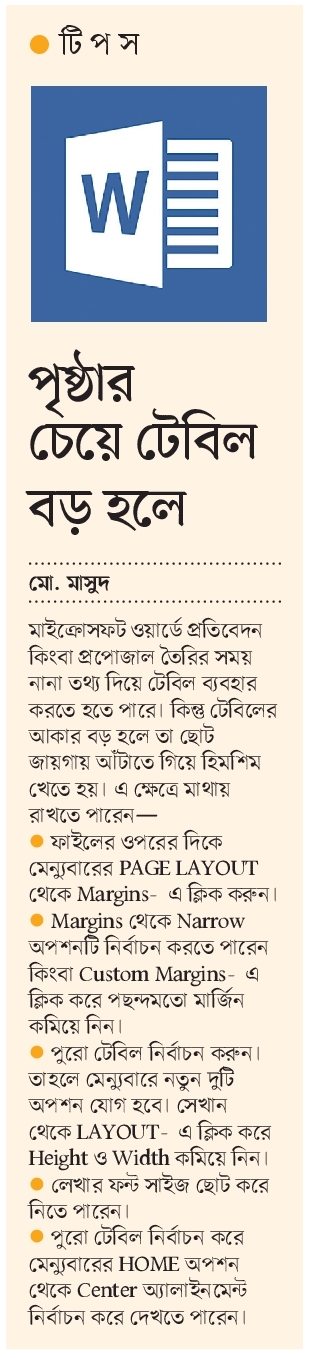 ● টি প স
W
পৃষ্ঠার
চেয়ে টেবিল
বড় হলে
মো. মাসুদ
মাইক্রোসফট ওয়ার্ডে প্রতিবেদন
কিংবা প্রপোজাল তৈরির সময়
নানা তথ্য দিয়ে টেবিল ব্যবহার
করতে হতে পারে। কিন্তু টেবিলের
আকার বড় হলে তা ছোট
জায়গায় আঁটাতে গিয়ে হিমশিম
খেতে হয়। এ ক্ষেত্রে মাথায়
রাখতে পারেন—
● ফাইলের ওপরের দিকে
মেন্যুবারের PAGE LAYOUT
থেকে Margins- এ ক্লিক করুন।
● Margins থেকে Narrow
অপশনটি নির্বাচন করতে পারেন
কিংবা Custom Margins- এ
ক্লিক করে পছন্দমতো মার্জিন
কমিয়ে নিন।
● পুরো টেবিল নির্বাচন করুন।
তাহলে মেন্যুবারে নতুন দুটি
অপশন যোগ হবে। সেখান
থেকে LAYOUT- এ ক্লিক করে
Height ও Width কমিয়ে নিন।
● লেখার ফন্ট সাইজ ছোট করে
নিতে পারেন।
● পুরো টেবিল নির্বাচন করে
মেন্যুবারের HOME অপশন
থেকে Center অ্যালাইনমেন্ট
নির্বাচন করে দেখতে পারেন।